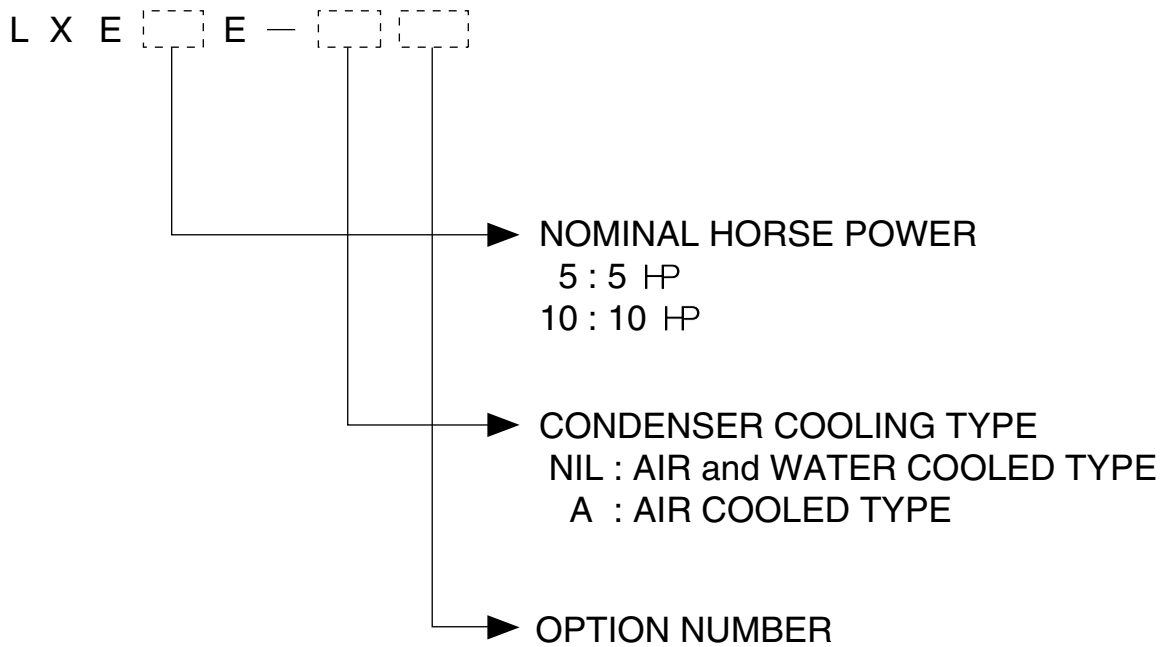 L X E E —
NOMINAL HORSE POWER
5 : 5 HP
10 : 10 HP
CONDENSER COOLING TYPE
NIL : AIR and WATER COOLED TYPE
A : AIR COOLED TYPE
OPTION NUMBER